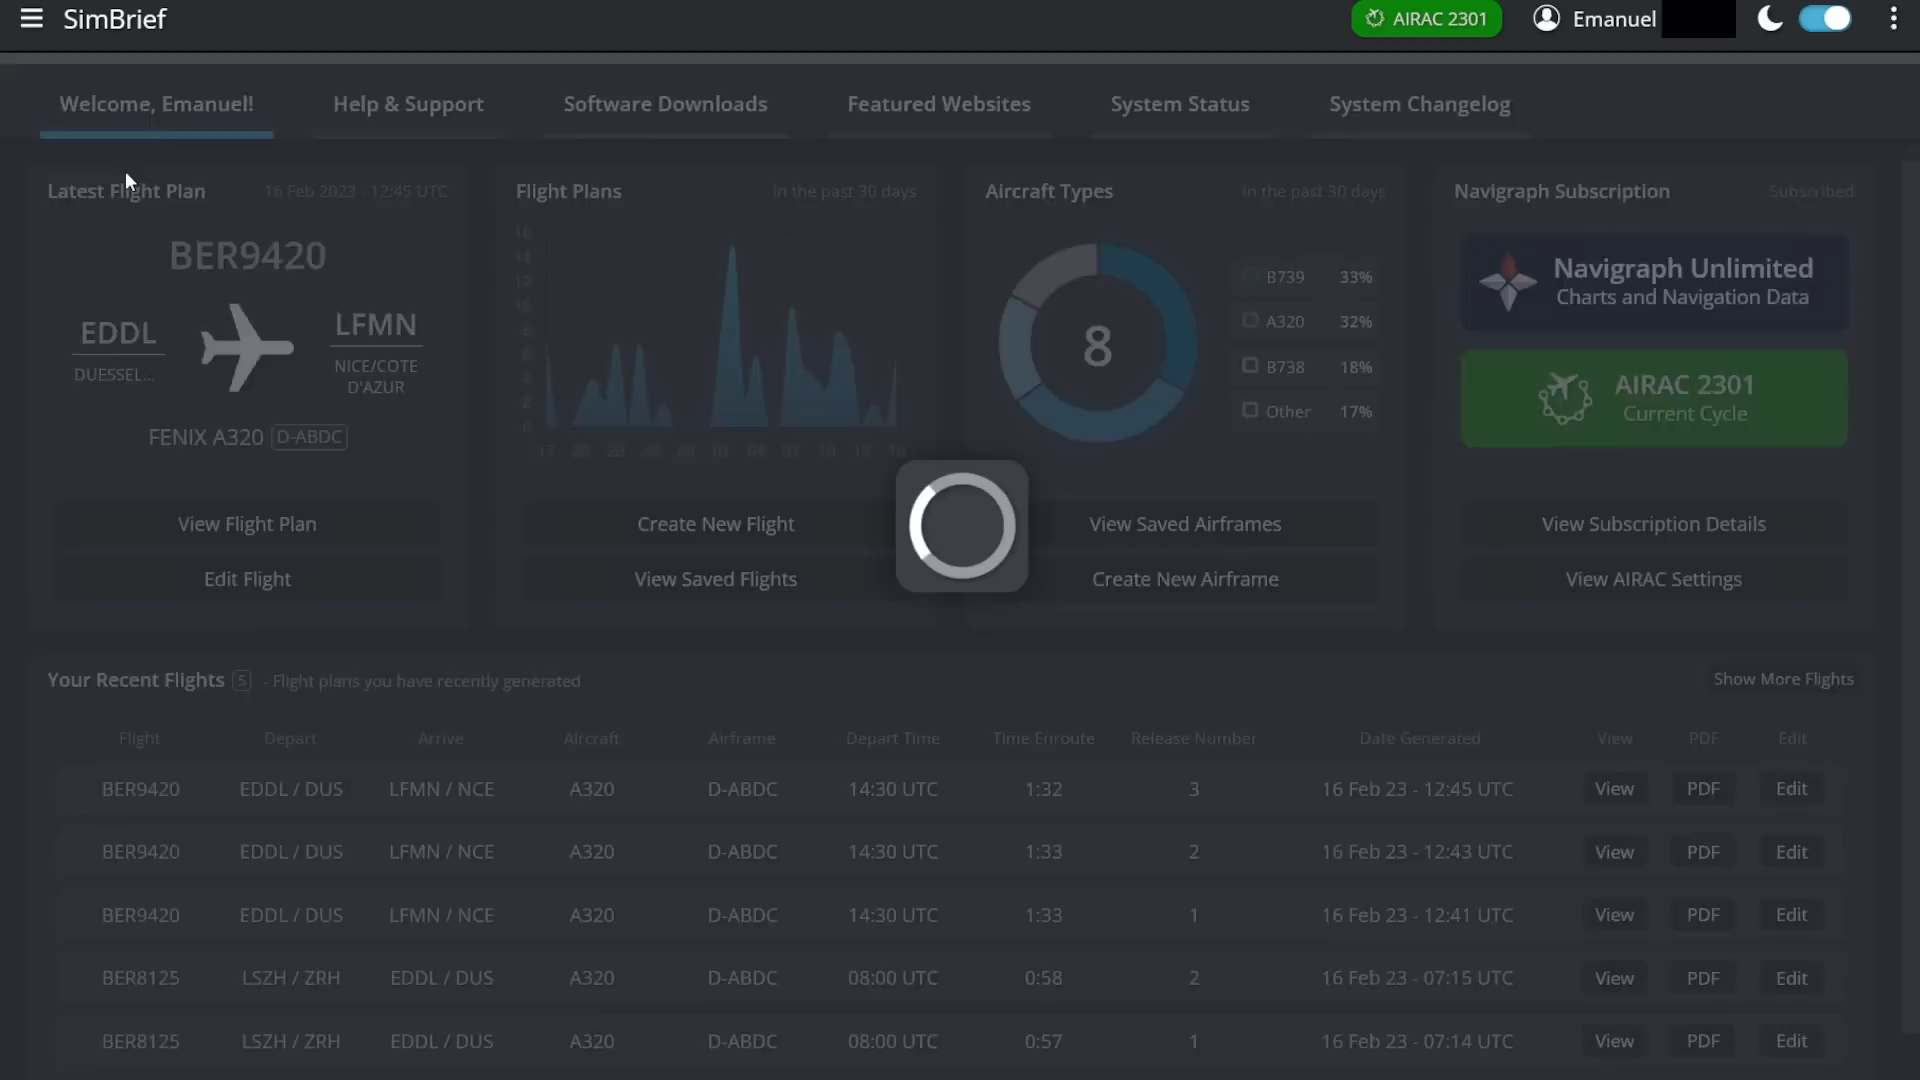 SimBrief
AIRAC 2301
Emanuel
Welcome, Emanuel!
Help & Support
Software Downloads
Featured Websites
System Status
System Changelog
Latest Flight Plan
16 Feb 2023 - 12:45 UTC
BER9420
EDDL
DUESSEL...
LFMN
NICE/COTE
D'AZUR
FENIX A320 D-ABDC
View Flight Plan
Edit Flight
Flight Plans
In the past 30 days
Create New Flight
View Saved Flights
Aircraft Types
In the past 30 days
8
B739 33%
A320 32%
B738 18%
Other 17%
View Saved Airframes
Create New Airframe
Navigraph Subscription
Subscribed
Navigraph Unlimited
Charts and Navigation Data
AIRAC 2301
Current Cycle
View Subscription Details
View AIRAC Settings
Your Recent Flights 5 - Flight plans you have recently generated
Show More Flights
Flight Depart Arrive Aircraft Airframe Depart Time Time Enroute Release Number Date Generated View PDF Edit
BER9420 EDDL / DUS LFMN / NCE A320 D-ABDC 14:30 UTC 1:32 3 16 Feb 23 - 12:45 UTC View PDF Edit
BER9420 EDDL / DUS LFMN / NCE A320 D-ABDC 14:30 UTC 1:33 2 16 Feb 23 - 12:43 UTC View PDF Edit
BER9420 EDDL / DUS LFMN / NCE A320 D-ABDC 14:30 UTC 1:33 1 16 Feb 23 - 12:41 UTC View PDF Edit
BER8125 LSZH / ZRH EDDL / DUS A320 D-ABDC 08:00 UTC 0:58 2 16 Feb 23 - 07:15 UTC View PDF Edit
BER8125 LSZH / ZRH EDDL / DUS A320 D-ABDC 08:00 UTC 0:57 1 16 Feb 23 - 07:14 UTC View PDF Edit